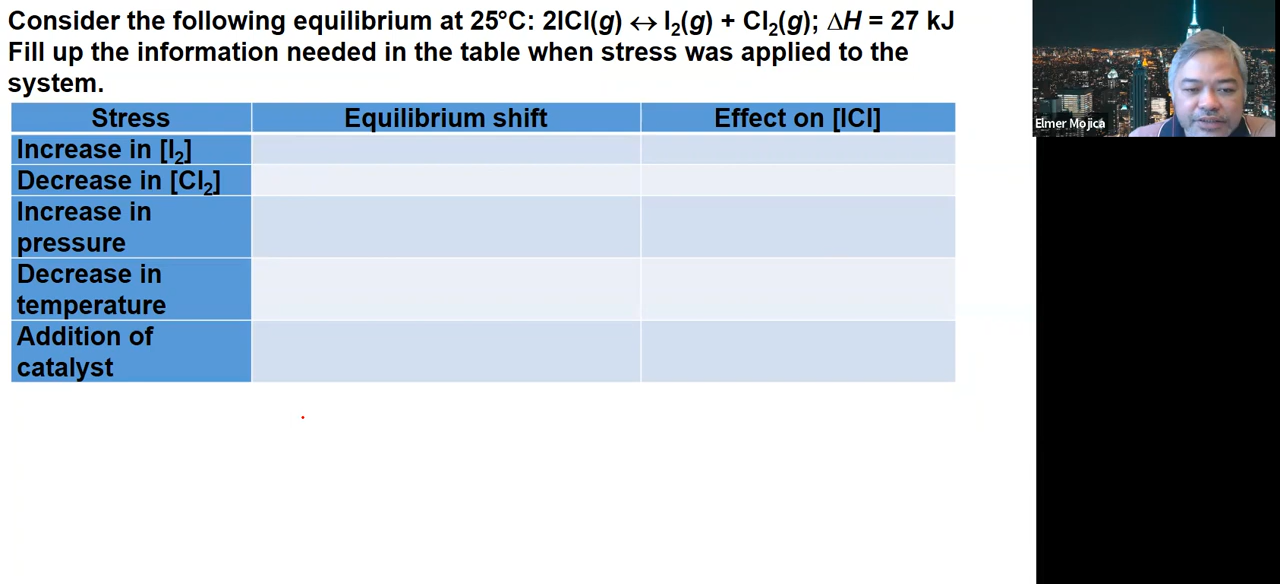 Consider the following equilibrium at 25°C: 2ICl(g) ↔ I₂(g) + Cl₂(g); ΔH = 27 kJ
Fill up the information needed in the table when stress was applied to the
system.
Stress Equilibrium shift Effect on [ICl]
Increase in [I₂]
Decrease in [Cl₂]
Increase in
pressure
Decrease in
temperature
Addition of
catalyst
Elmer Mojica